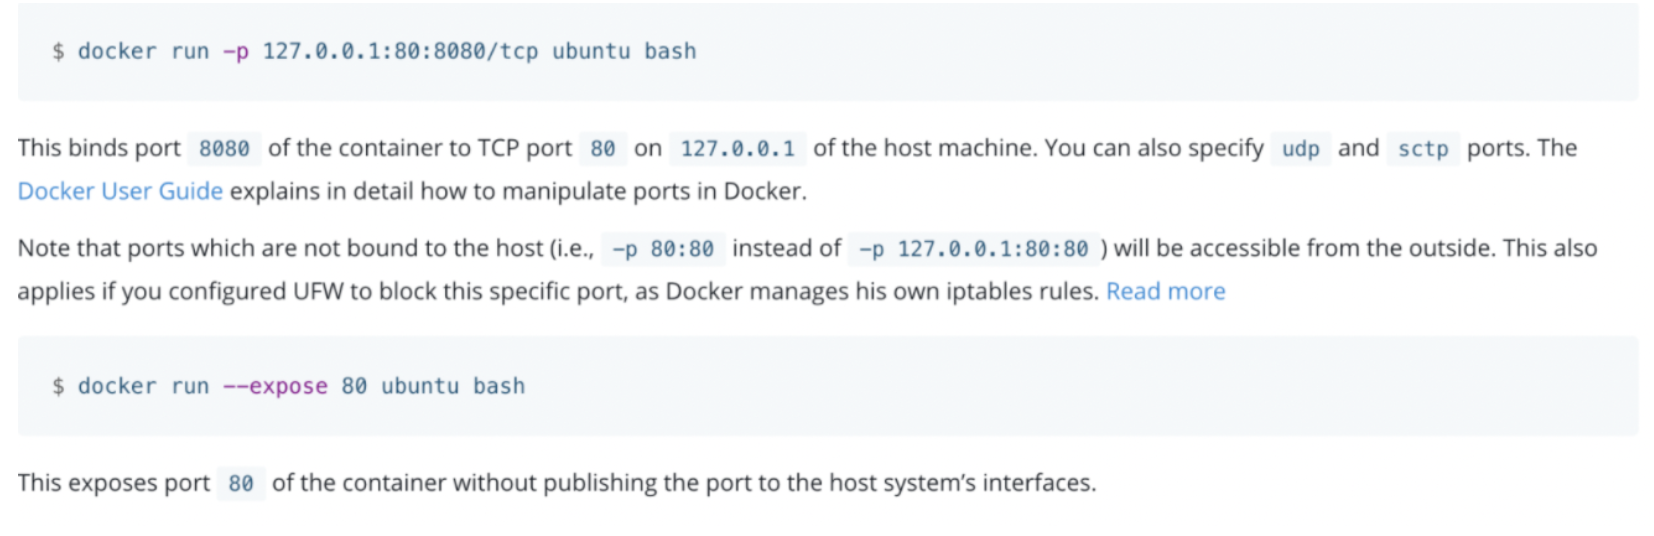 $ docker run -p 127.0.0.1:80:8080/tcp ubuntu bash
This binds port 8080 of the container to TCP port 80 on 127.0.0.1 of the host machine. You can also specify udp and sctp ports. The
Docker User Guide explains in detail how to manipulate ports in Docker.
Note that ports which are not bound to the host (i.e., -p 80:80 instead of -p 127.0.0.1:80:80 ) will be accessible from the outside. This also
applies if you configured UFW to block this specific port, as Docker manages his own iptables rules. Read more
$ docker run --expose 80 ubuntu bash
This exposes port 80 of the container without publishing the port to the host system’s interfaces.